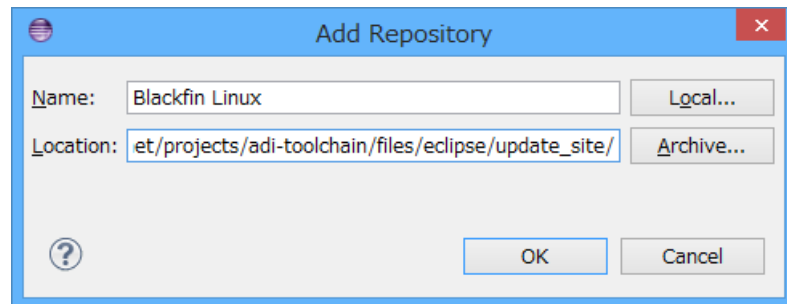 Add Repository
Name: Blackfin Linux Local...
Location: et/projects/adi-toolchain/files/eclipse/update_site/ Archive...
? OK Cancel